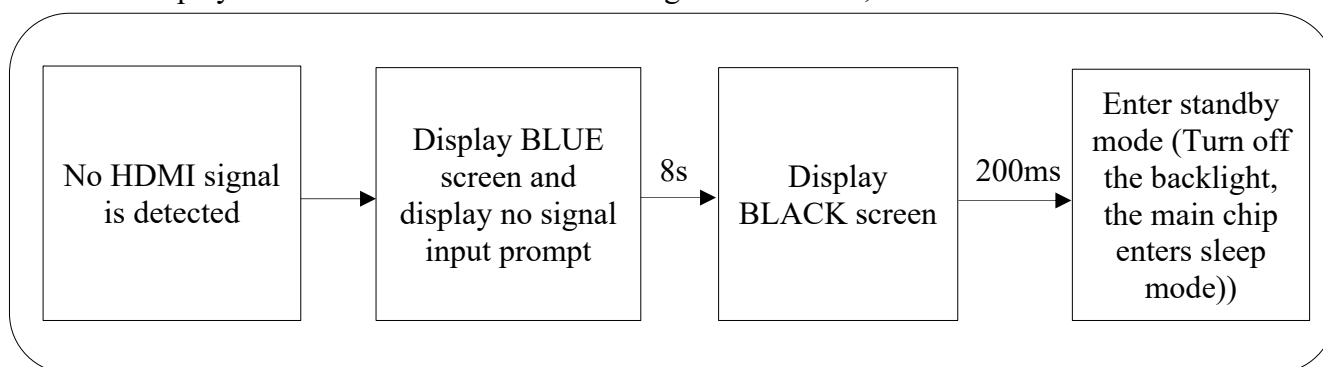 No HDMI signal
is detected
Display BLUE
screen and
display no signal
input prompt
8s
Display
BLACK screen
200ms
Enter standby
mode (Turn off
the backlight,
the main chip
enters sleep
mode))